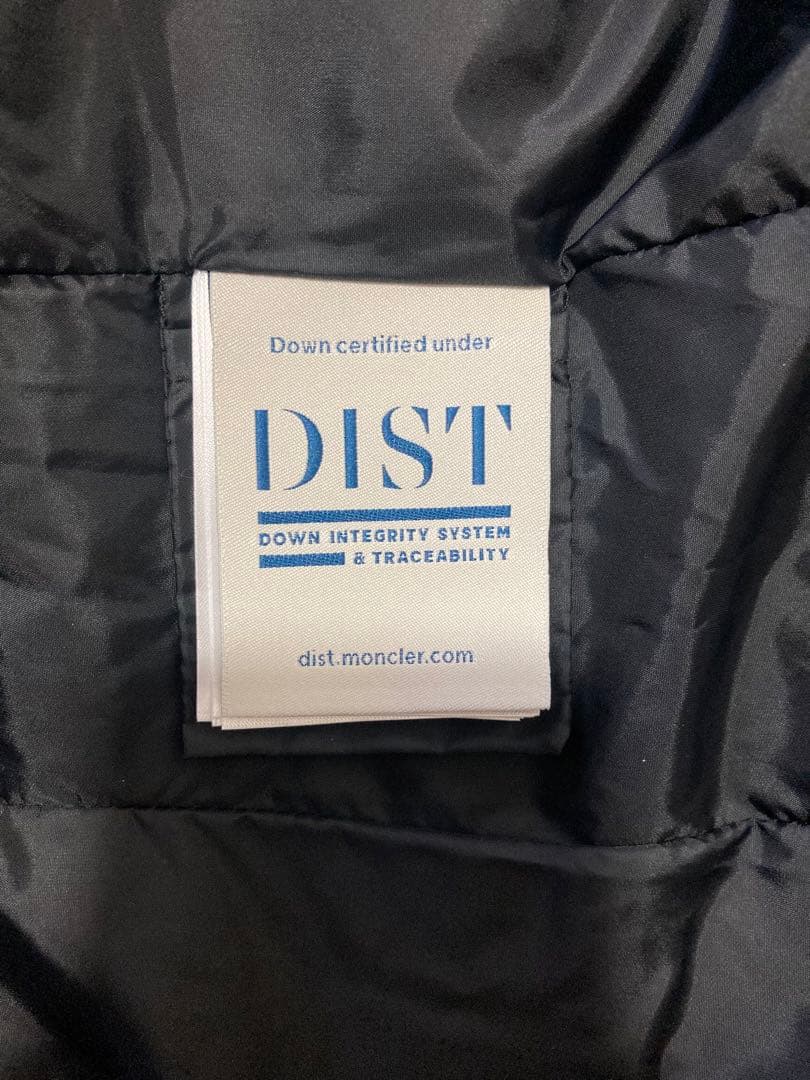 Down certified under
DIST
DOWN INTEGRITY SYSTEM
& TRACEABILITY
dist.moncler.com